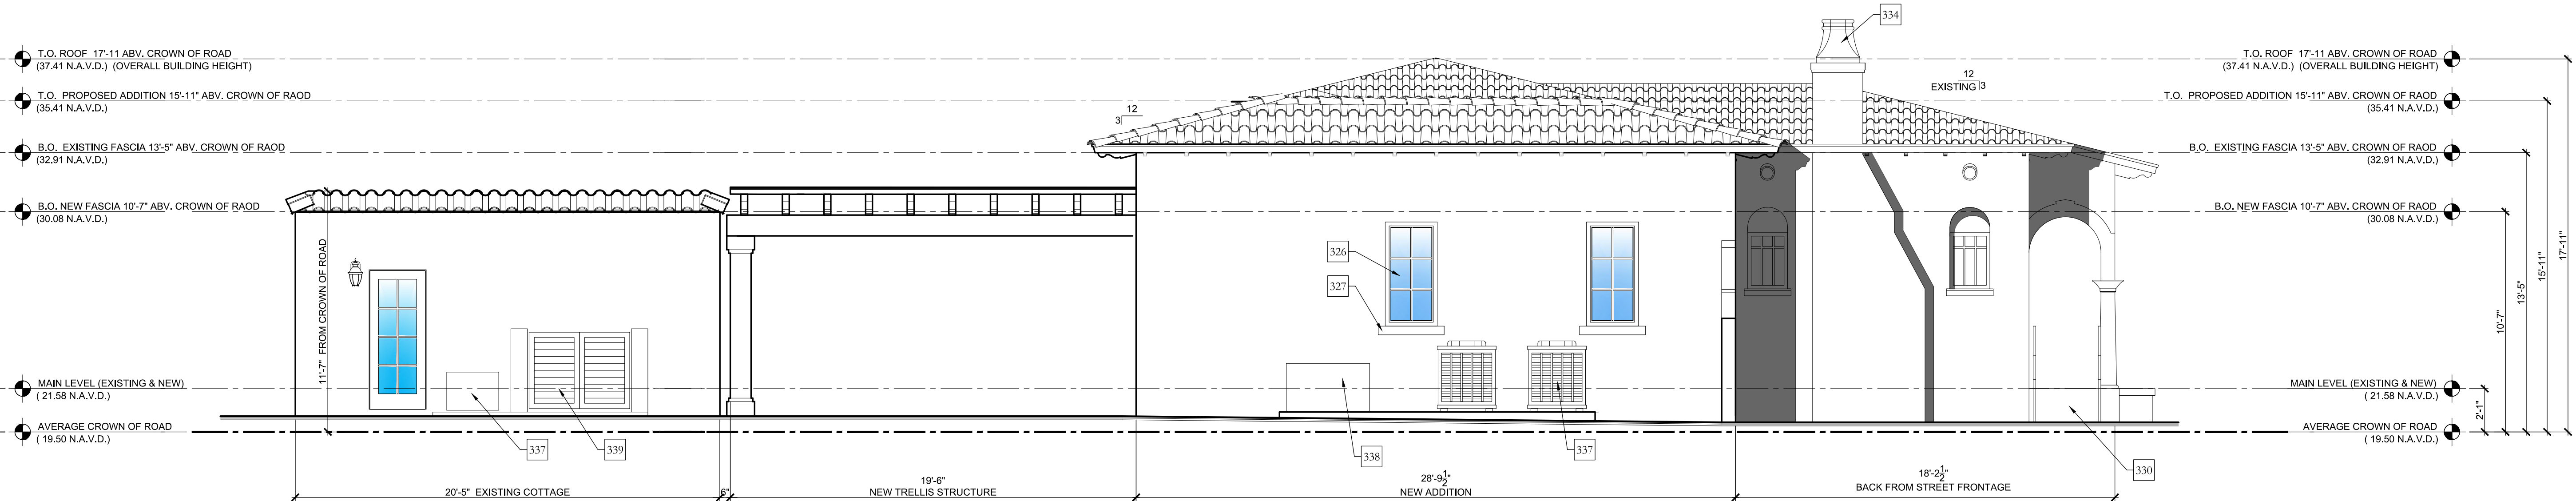 334
T.O. ROOF 17'-11 ABV. CROWN OF ROAD
(37.41 N.A.V.D.) (OVERALL BUILDING HEIGHT)
T.O. PROPOSED ADDITION 15'-11" ABV. CROWN OF RAOD
(35.41 N.A.V.D.)
B.O. EXISTING FASCIA 13'-5" ABV. CROWN OF RAOD
(32.91 N.A.V.D.)
B.O. NEW FASCIA 10'-7" ABV. CROWN OF RAOD
(30.08 N.A.V.D.)
MAIN LEVEL (EXISTING & NEW)
( 21.58 N.A.V.D.)
AVERAGE CROWN OF ROAD
( 19.50 N.A.V.D.)
11'-7" FROM CROWN OF ROAD
12
3
12
EXISTING 3
326
327
337
339
338
337
330
T.O. ROOF 17'-11 ABV. CROWN OF ROAD
(37.41 N.A.V.D.) (OVERALL BUILDING HEIGHT)
T.O. PROPOSED ADDITION 15'-11" ABV. CROWN OF RAOD
(35.41 N.A.V.D.)
B.O. EXISTING FASCIA 13'-5" ABV. CROWN OF RAOD
(32.91 N.A.V.D.)
B.O. NEW FASCIA 10'-7" ABV. CROWN OF RAOD
(30.08 N.A.V.D.)
MAIN LEVEL (EXISTING & NEW)
( 21.58 N.A.V.D.)
AVERAGE CROWN OF ROAD
( 19.50 N.A.V.D.)
2'-1"
10'-7"
13'-5"
15'-11"
17'-11"
20'-5" EXISTING COTTAGE
6"
19'-6"
NEW TRELLIS STRUCTURE
28'-9 1/2"
NEW ADDITION
18'-2 1/2"
BACK FROM STREET FRONTAGE